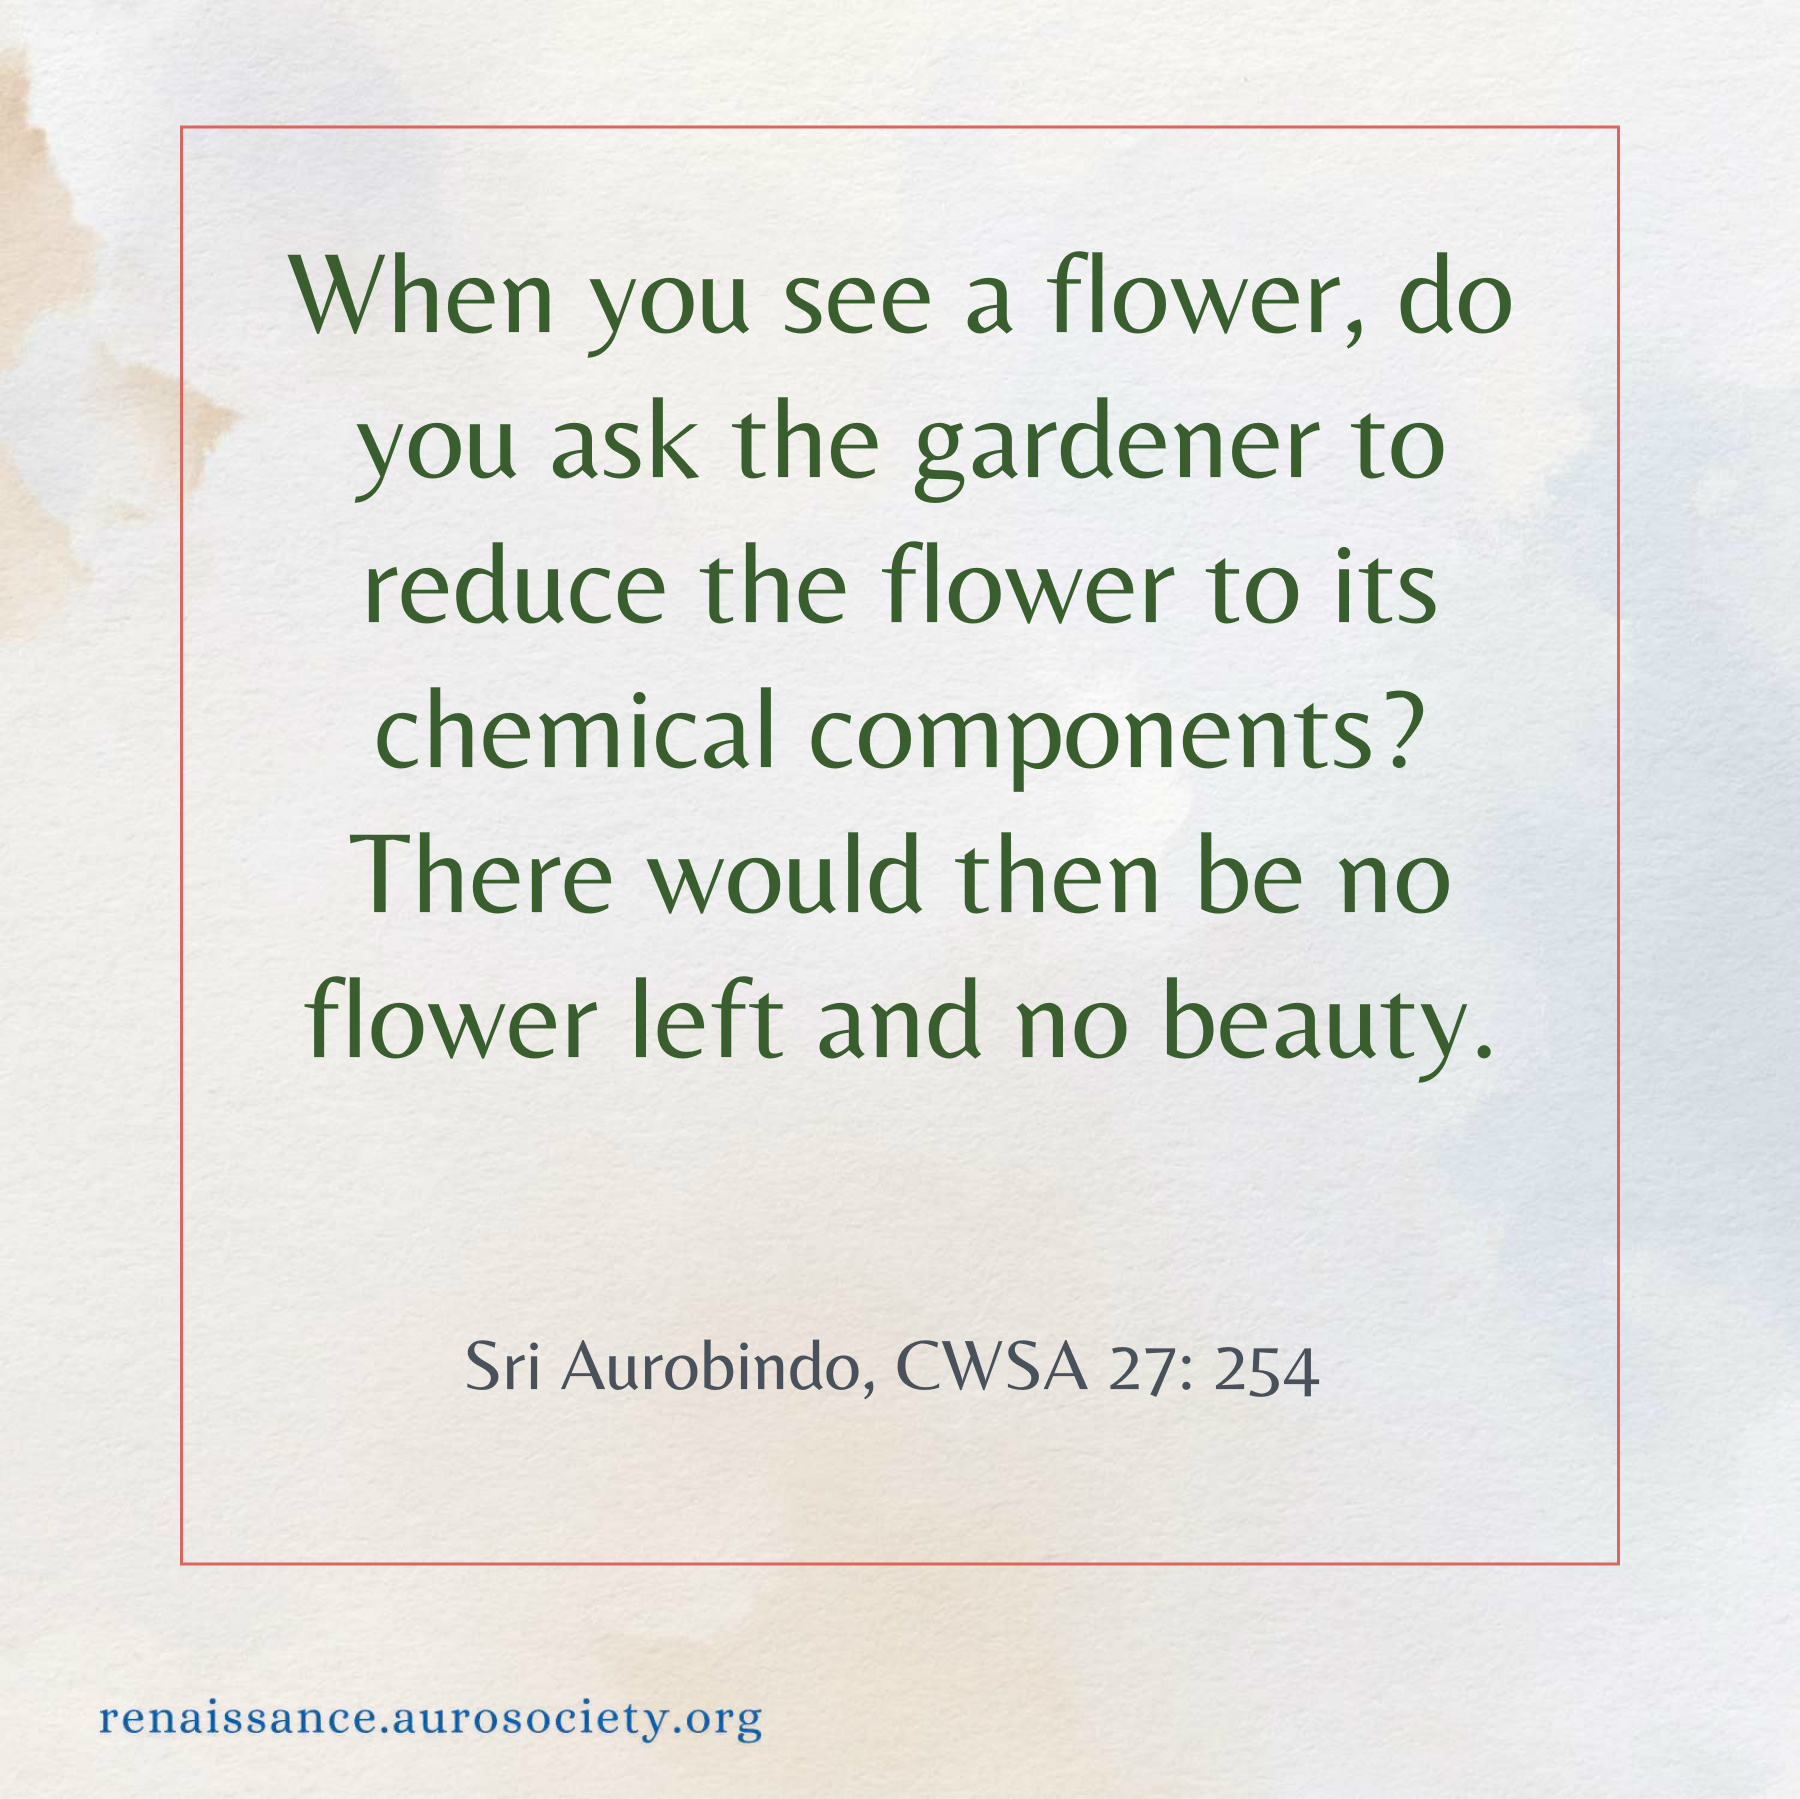 When you see a flower, do
you ask the gardener to
reduce the flower to its
chemical components?
There would then be no
flower left and no beauty.
Sri Aurobindo, CWSA 27: 254
renaissance.aurosociety.org